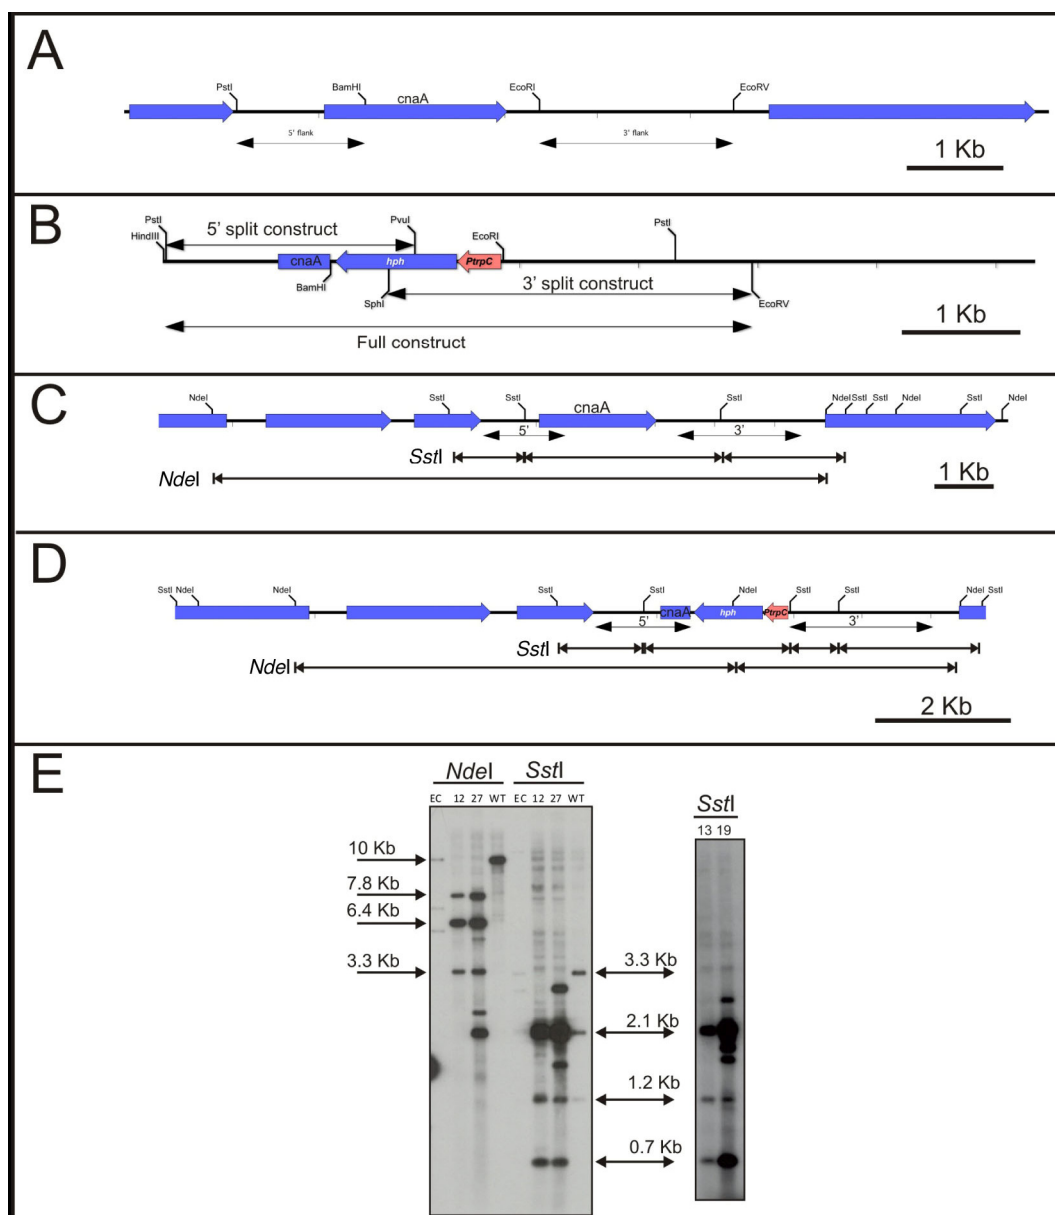 A
PstI
BamHI
cnaA
EcoRI
EcoRV
5' flank
3' flank
1 Kb
B
PstI
HindIII
5' split construct
PvuI
EcoRI
PstI
cnaA
hph
PtrpC
BamHI
SphI
3' split construct
EcoRV
Full construct
1 Kb
C
NdeI
SstI
SstI
cnaA
SstI
NdeI SstI
SstI
NdeI
SstI
NdeI
5'
3'
SstI
NdeI
1 Kb
D
SstI NdeI
NdeI
SstI
SstI
NdeI
SstI
SstI
NdeI SstI
cnaA
hph
PtrpC
5'
3'
SstI
NdeI
2 Kb
E
NdeI SstI
EC 12 27 WT EC 12 27 WT
SstI
13 19
10 Kb
7.8 Kb
6.4 Kb
3.3 Kb
3.3 Kb
2.1 Kb
1.2 Kb
0.7 Kb